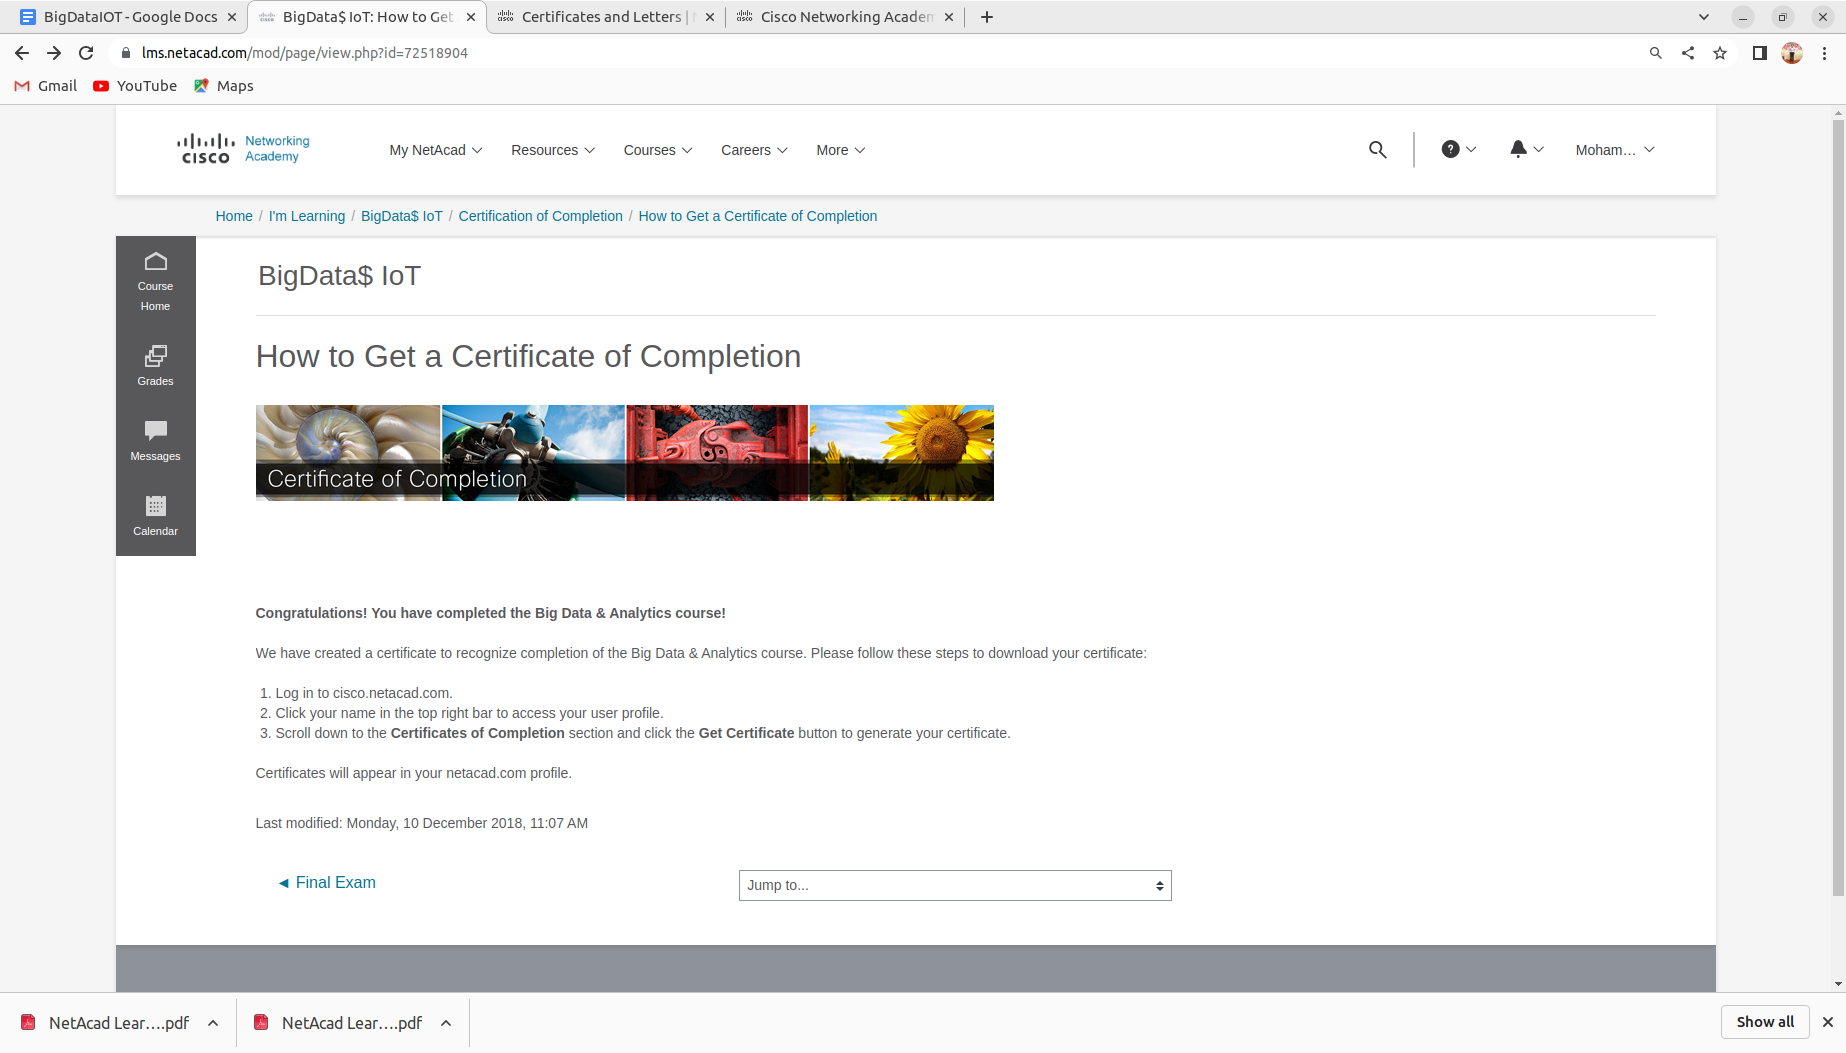 BigDataIOT - Google Docs
BigData$ IoT: How to Get
Certificates and Letters |
Cisco Networking Academ
lms.netacad.com/mod/page/view.php?id=72518904
Gmail
YouTube
Maps
cisco Networking Academy
My NetAcad
Resources
Courses
Careers
More
Moham...
Home / I'm Learning / BigData$ IoT / Certification of Completion / How to Get a Certificate of Completion
Course
Home
Grades
Messages
Calendar
BigData$ IoT
How to Get a Certificate of Completion
Certificate of Completion
Congratulations! You have completed the Big Data & Analytics course!
We have created a certificate to recognize completion of the Big Data & Analytics course. Please follow these steps to download your certificate:
1. Log in to cisco.netacad.com.
2. Click your name in the top right bar to access your user profile.
3. Scroll down to the Certificates of Completion section and click the Get Certificate button to generate your certificate.
Certificates will appear in your netacad.com profile.
Last modified: Monday, 10 December 2018, 11:07 AM
◄ Final Exam
Jump to...
NetAcad Lear....pdf
NetAcad Lear....pdf
Show all